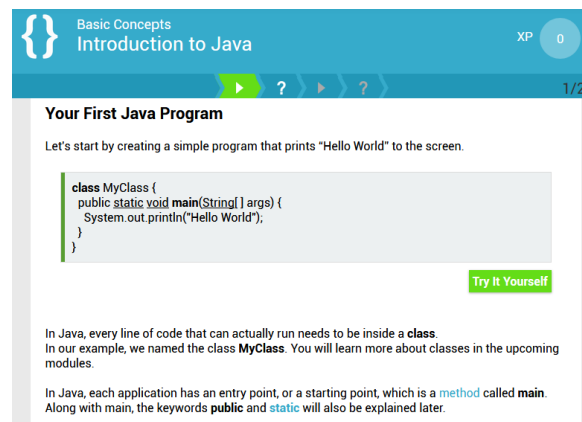 {}
Basic Concepts
Introduction to Java
XP 0
? ?
1/2
Your First Java Program
Let's start by creating a simple program that prints "Hello World" to the screen.
class MyClass {
public static void main(String[ ] args) {
System.out.println("Hello World");
}
}
Try It Yourself
In Java, every line of code that can actually run needs to be inside a class.
In our example, we named the class MyClass. You will learn more about classes in the upcoming
modules.
In Java, each application has an entry point, or a starting point, which is a method called main.
Along with main, the keywords public and static will also be explained later.